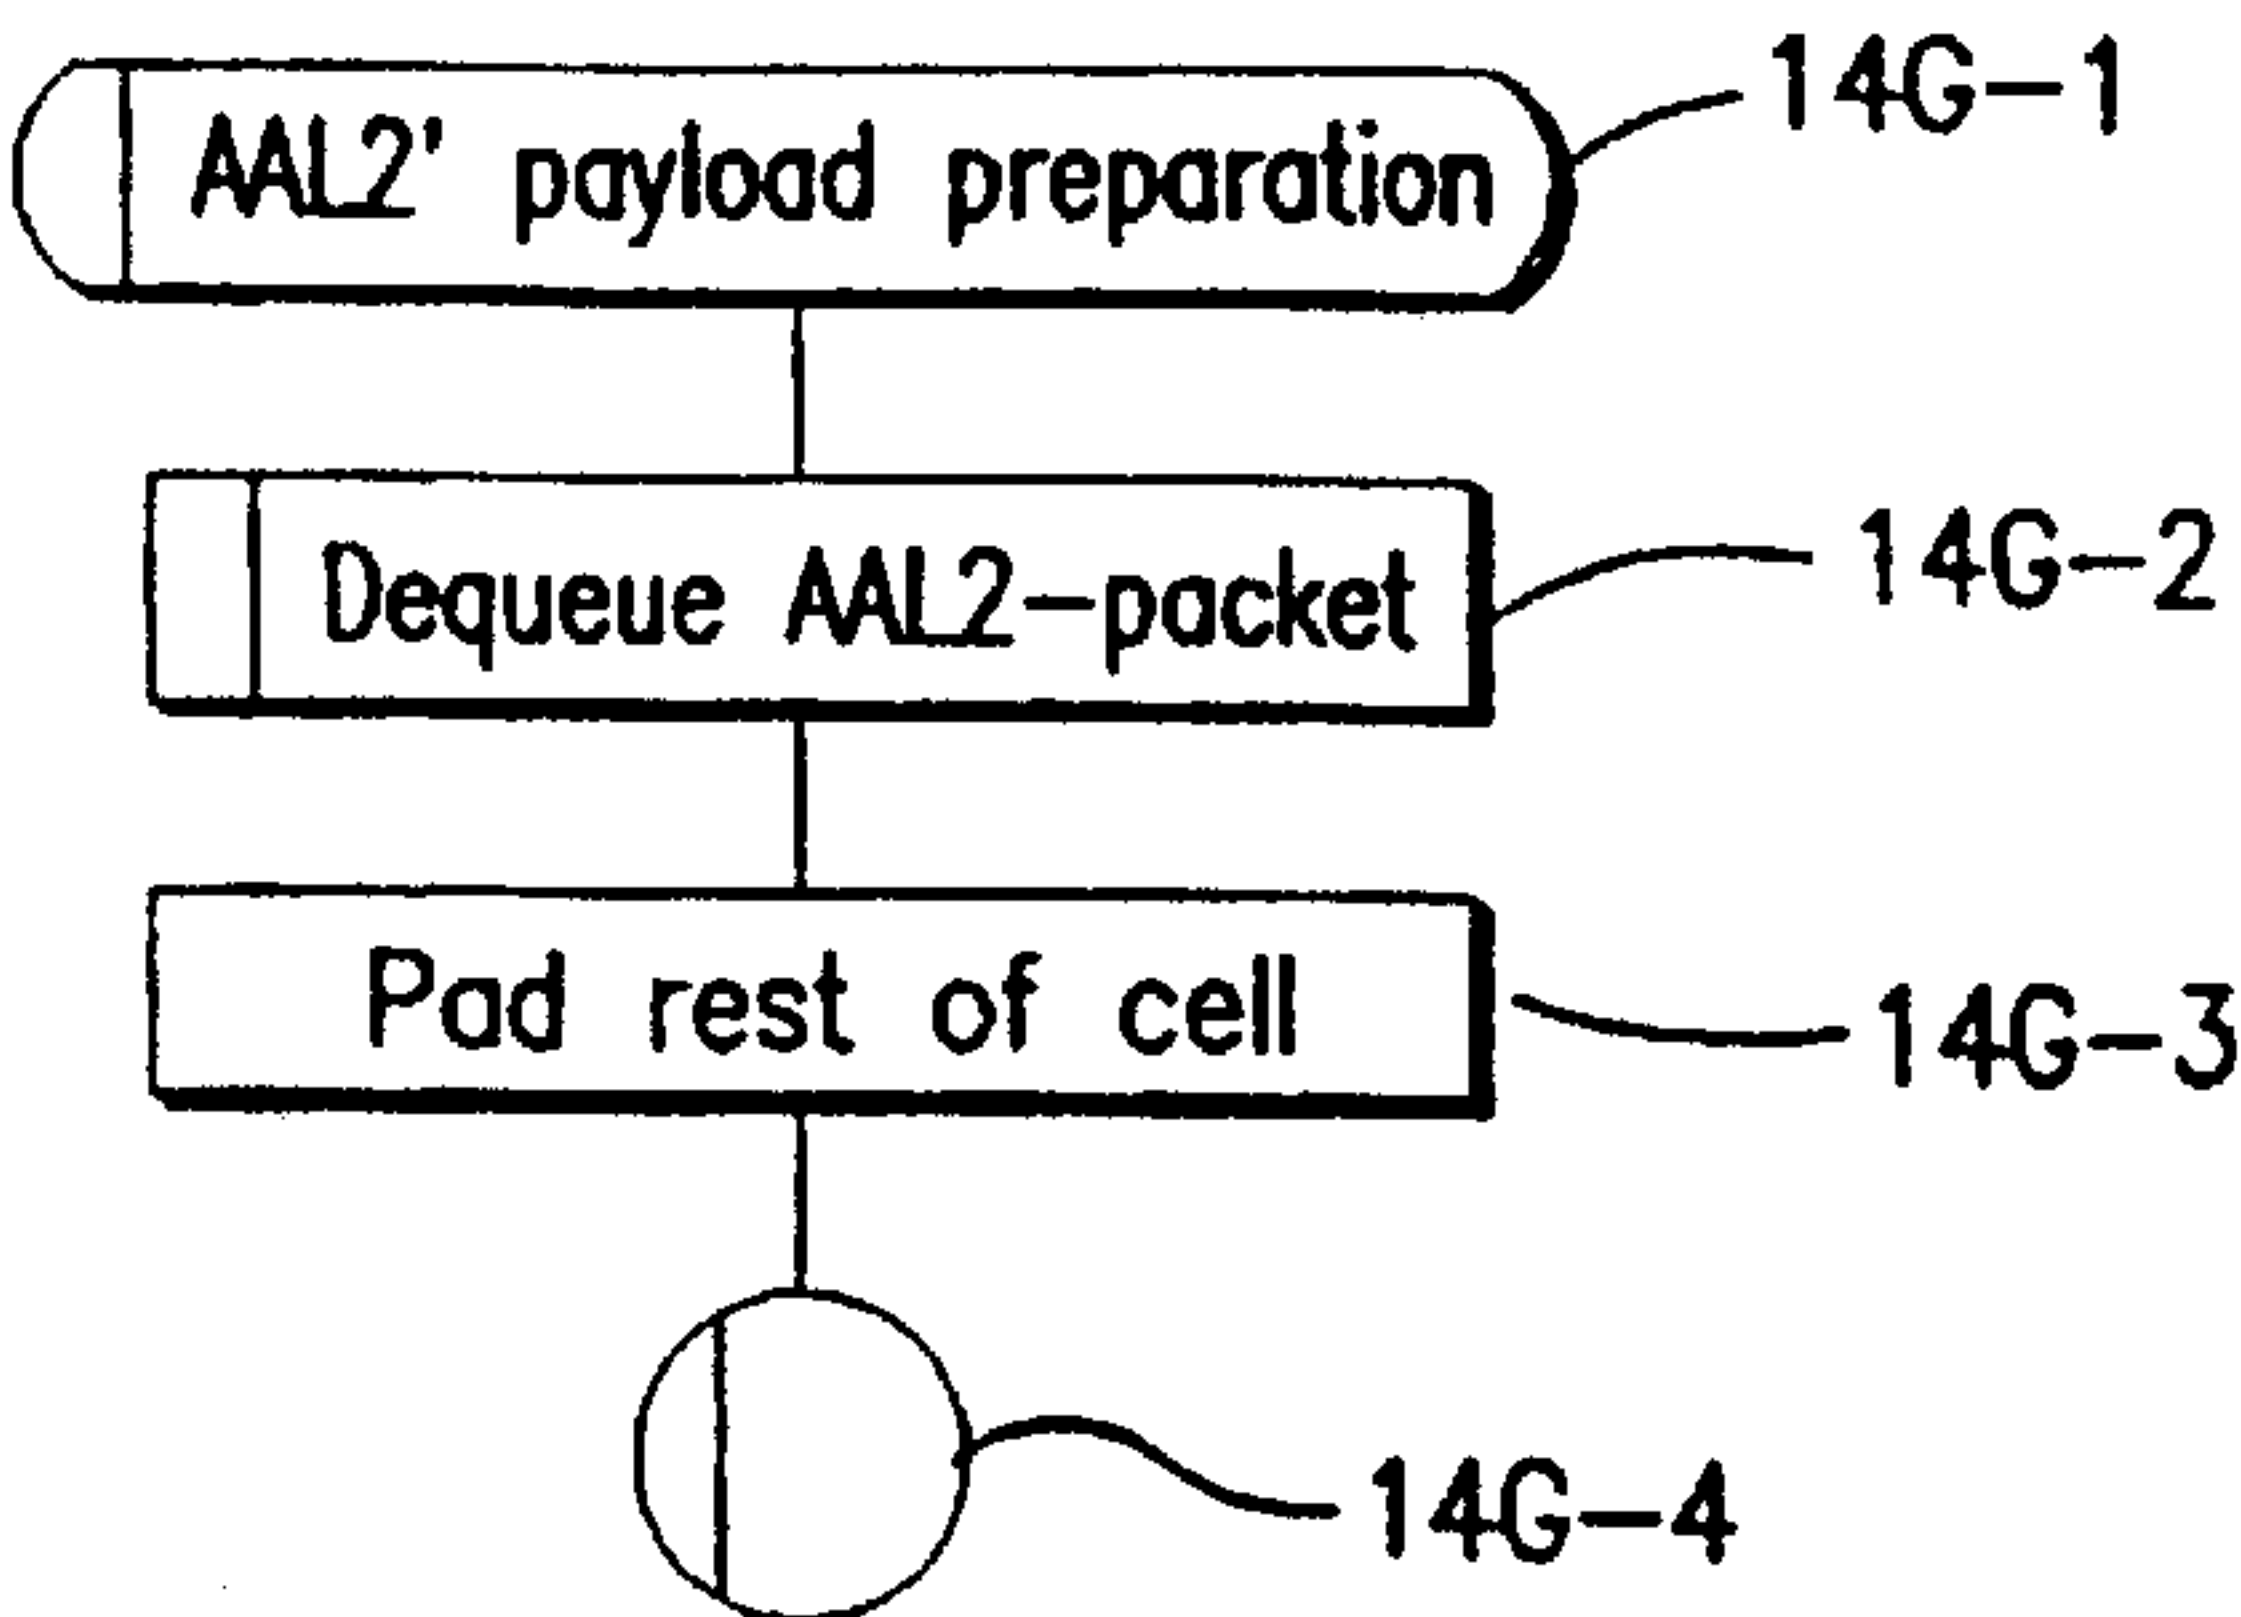 AAL2' payload preparation
14G-1
Dequeue AAL2-packet
14G-2
Pad rest of cell
14G-3
14G-4